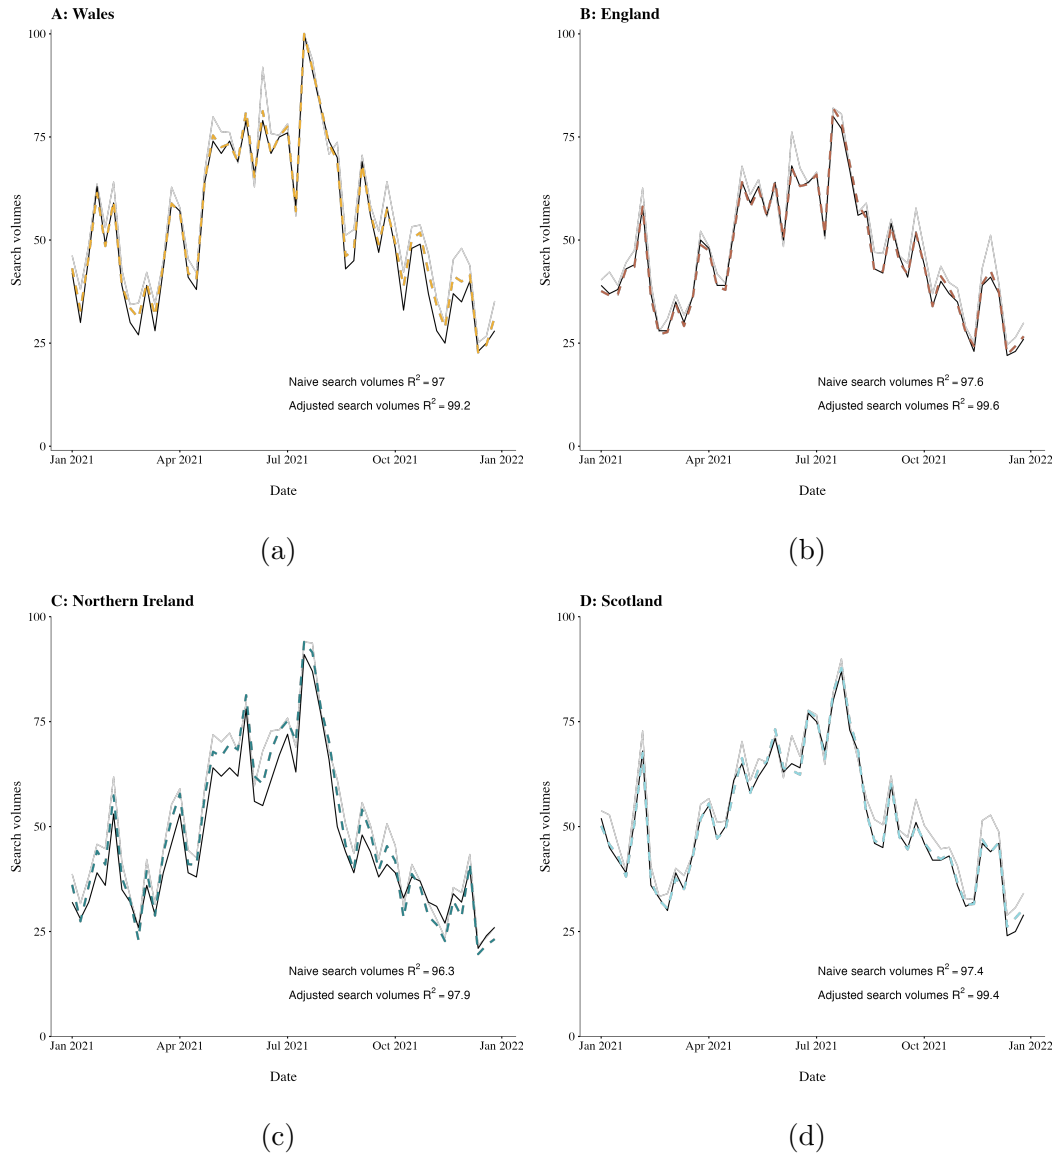 A: Wales
100
75
50
25
0
Search volumes
Naive search volumes R² = 97
Adjusted search volumes R² = 99.2
Jan 2021 Apr 2021 Jul 2021 Oct 2021 Jan 2022
Date
(a)
B: England
100
75
50
25
0
Search volumes
Naive search volumes R² = 97.6
Adjusted search volumes R² = 99.6
Jan 2021 Apr 2021 Jul 2021 Oct 2021 Jan 2022
Date
(b)
C: Northern Ireland
100
75
50
25
0
Search volumes
Naive search volumes R² = 96.3
Adjusted search volumes R² = 97.9
Jan 2021 Apr 2021 Jul 2021 Oct 2021 Jan 2022
Date
(c)
D: Scotland
100
75
50
25
0
Search volumes
Naive search volumes R² = 97.4
Adjusted search volumes R² = 99.4
Jan 2021 Apr 2021 Jul 2021 Oct 2021 Jan 2022
Date
(d)